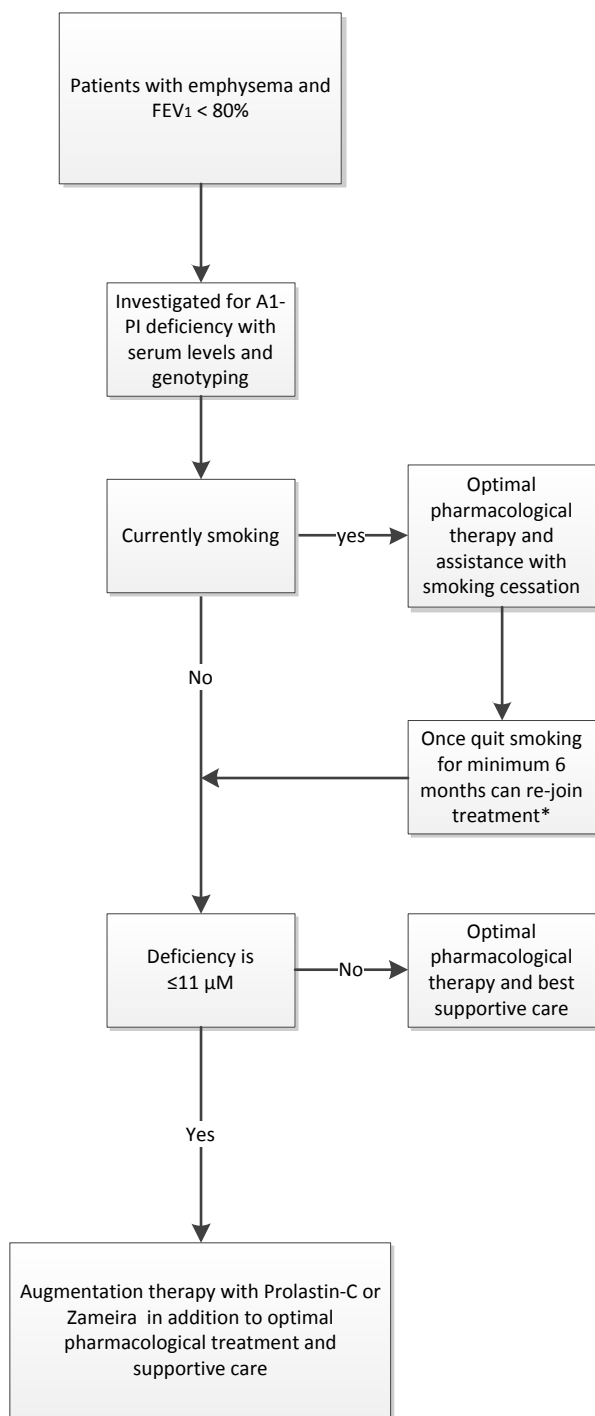 Patients with emphysema and
FEV1 < 80%
Investigated for A1-
PI deficiency with
serum levels and
genotyping
Currently smoking
yes
Optimal
pharmacological
therapy and
assistance with
smoking cessation
No
Once quit smoking
for minimum 6
months can re-join
treatment*
Deficiency is
≤11 μM
No
Optimal
pharmacological
therapy and best
supportive care
Yes
Augmentation therapy with Prolastin-C or
Zameira in addition to optimal
pharmacological treatment and
supportive care